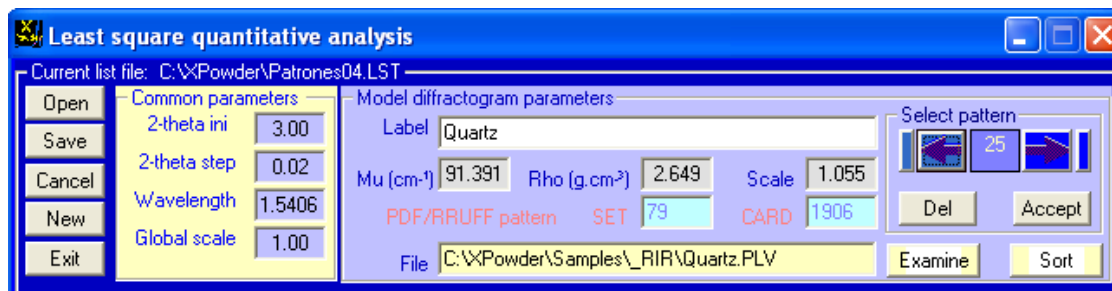 Least square quantitative analysis
Current list file: C:\XPowder\Patrones04.LST
Open
Save
Cancel
New
Exit
Common parameters
2-theta ini 3.00
2-theta step 0.02
Wavelength 1.5406
Global scale 1.00
Model diffractogram parameters
Label Quartz
Mu (cm-¹) 91.391 Rho (g.cm-³) 2.649 Scale 1.055
PDF/RRUFF pattern SET 79 CARD 1906
File C:\XPowder\Samples\_RIR\Quartz.PLV
Select pattern
25
Del Accept
Examine Sort